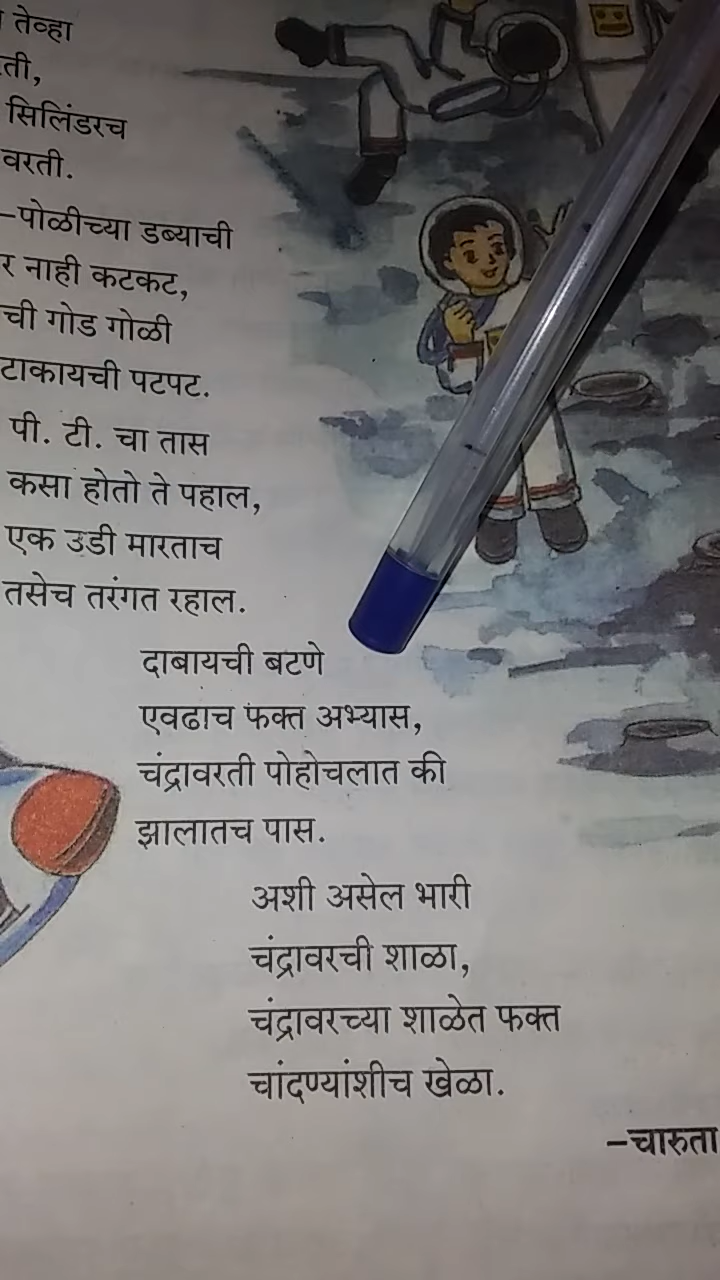 तेव्हा
सिलिंडरच
वरती.
–पोळीच्या डब्याची
नाही कटकट,
ची गोड गोळी
टाकायची पटपट.
पी. टी. चा तास
कसा होतो ते पहाल,
एक उडी मारताच
तसेच तरंगत रहाल.
दाबायची बटणे
एवढाच फक्त अभ्यास,
चंद्रावरती पोहोचलात की
झालातच पास.
अशी असेल भारी
चंद्रावरची शाळा,
चंद्रावरच्या शाळेत फक्त
चांदण्यांशीच खेळा.
–चारुता